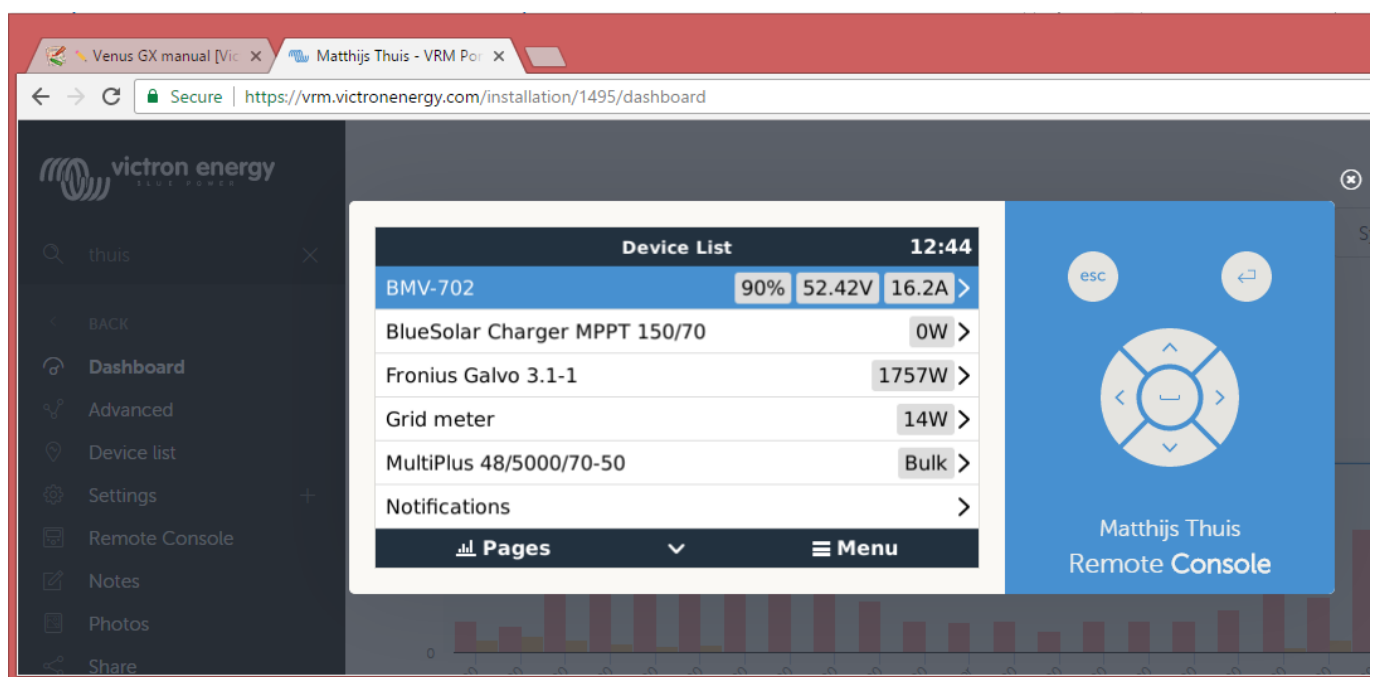 Venus GX manual [Vic
Matthijs Thuis - VRM Por
Secure https://vrm.victronenergy.com/installation/1495/dashboard
victron energy
BLUE POWER
thuis
BACK
Dashboard
Advanced
Device list
Settings
Remote Console
Notes
Photos
Share
Device List 12:44
BMV-702 90% 52.42V 16.2A
BlueSolar Charger MPPT 150/70 0W
Fronius Galvo 3.1-1 1757W
Grid meter 14W
MultiPlus 48/5000/70-50 Bulk
Notifications
Pages Menu
esc
Matthijs Thuis
Remote Console
S
0